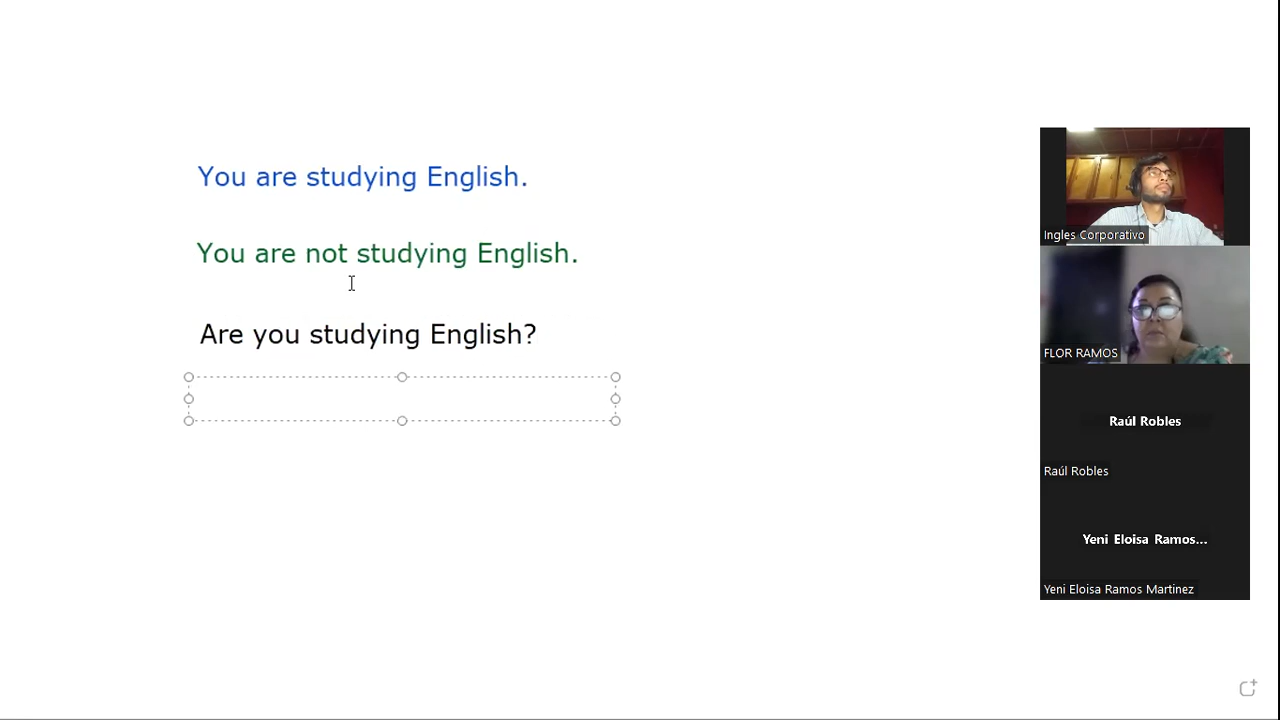 You are studying English.
You are not studying English.
Are you studying English?
Ingles Corporativo
FLOR RAMOS
Raúl Robles
Raúl Robles
Yeni Eloisa Ramos...
Yeni Eloisa Ramos Martinez